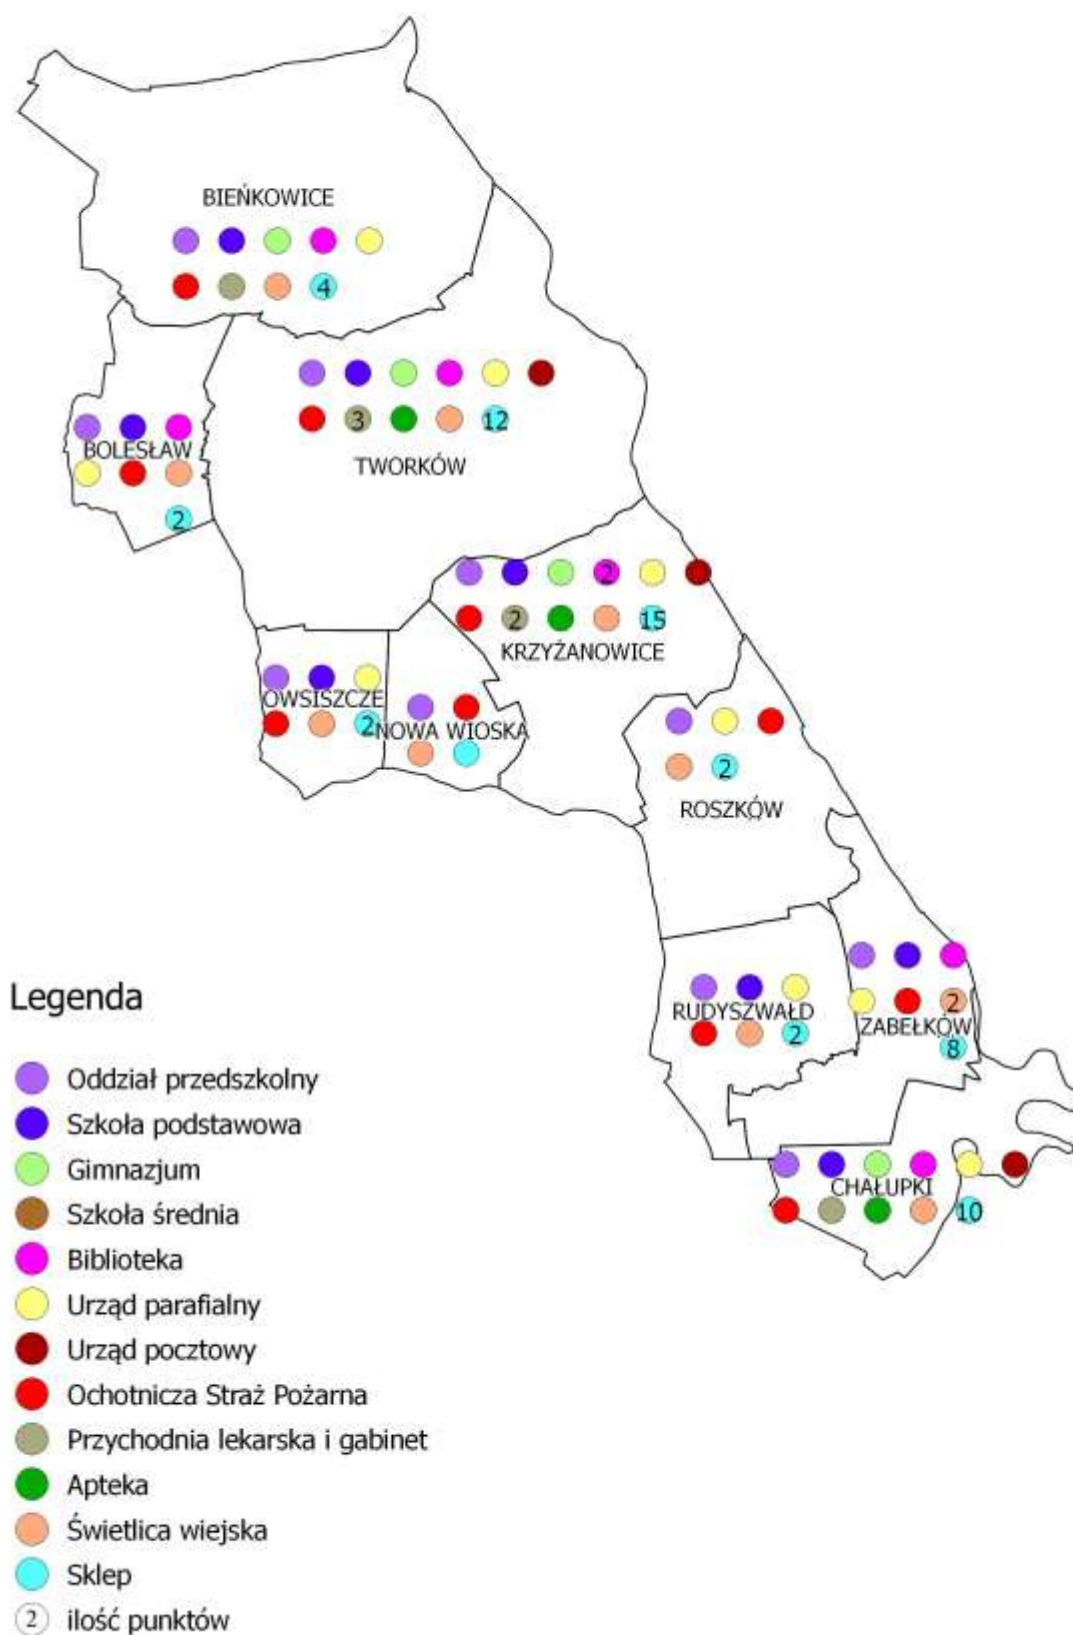 BIEŃKOWICE
4
3
12
TWORKÓW
BOLESŁAW
2
2
2
15
KRZYŻANOWICE
OWSISZCZE
2
NOWA WIOSKA
2
ROSZKÓW
RUDYSZWAŁD
2
2
ZABEŁKÓW
8
CHAŁUPKI
10
Legenda
Oddział przedszkolny
Szkoła podstawowa
Gimnazjum
Szkoła średnia
Biblioteka
Urząd parafialny
Urząd pocztowy
Ochotnicza Straż Pożarna
Przychodnia lekarska i gabinet
Apteka
Świetlica wiejska
Sklep
2 ilość punktów